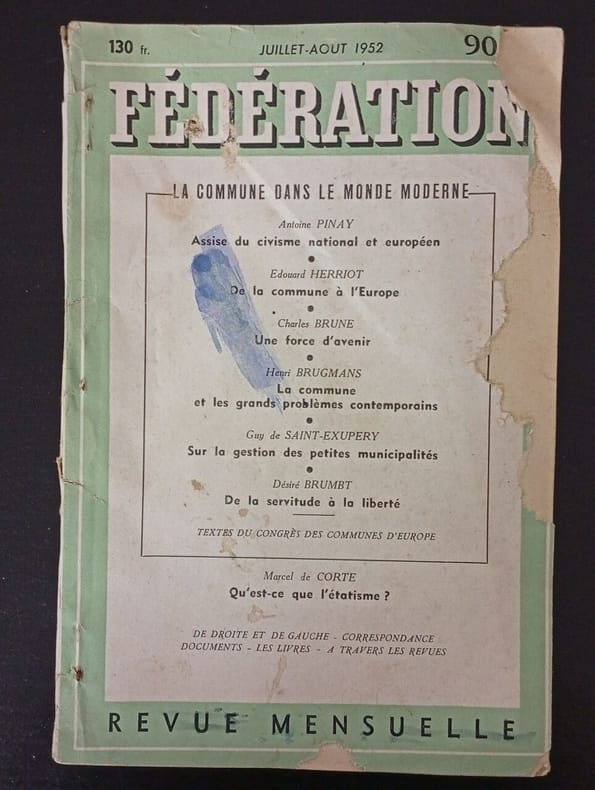 130 fr. JUILLET-AOUT 1952 90
FÉDÉRATION
LA COMMUNE DANS LE MONDE MODERNE
Antoine PINAY
Assise du civisme national et européen
Edouard HERRIOT
De la commune à l'Europe
Charles BRUNE
Une force d'avenir
Henri BRUGMANS
La commune
et les grands problèmes contemporains
Guy de SAINT-EXUPERY
Sur la gestion des petites municipalités
Désiré BRUMBT
De la servitude à la liberté
TEXTES DU CONGRÈS DES COMMUNES D'EUROPE
Marcel de CORTE
Qu'est-ce que l'étatisme ?
DE DROITE ET DE GAUCHE - CORRESPONDANCE
DOCUMENTS - LES LIVRES - A TRAVERS LES REVUES
REVUE MENSUELLE